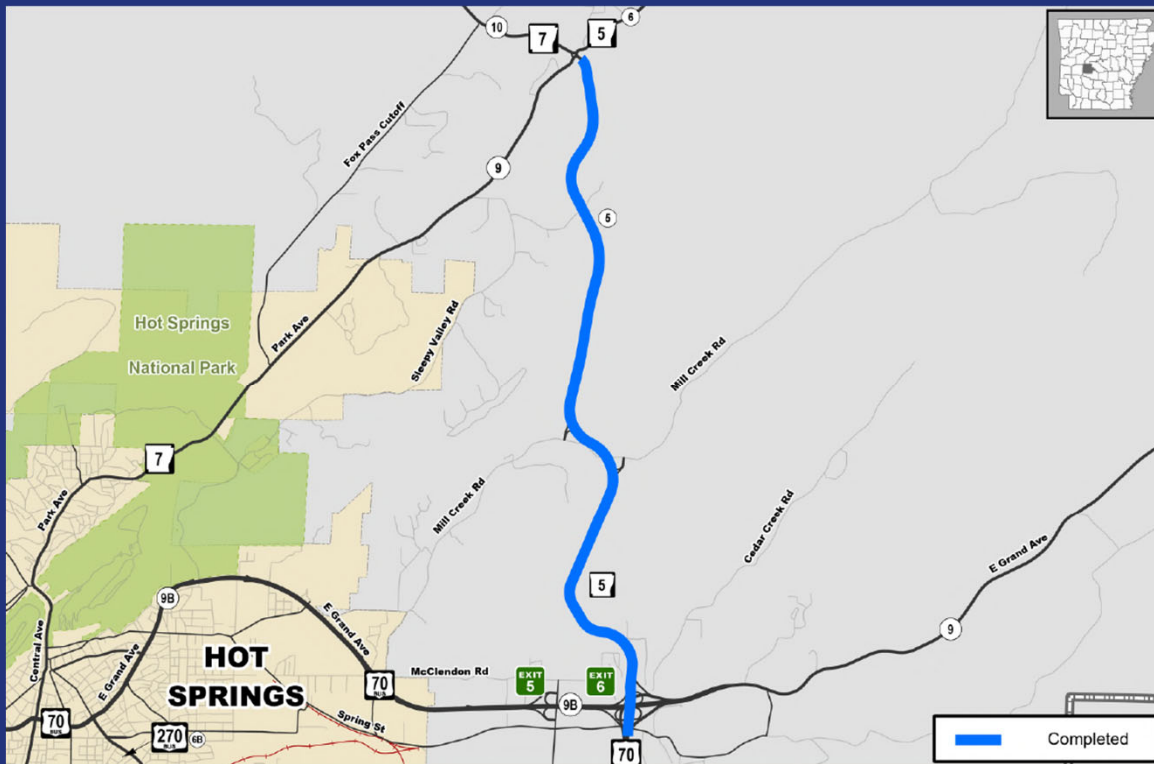 10
7
5
6
Fox Pass Cutoff
9
5
Hot Springs
National Park
Park Ave
Sleepy Valley Rd
Mill Creek Rd
7
Park Ave
Mill Creek Rd
Cedar Creek Rd
E Grand Ave
5
9B
E Grand Ave
9
Central Ave
E Grand Ave
HOT
SPRINGS
McClendon Rd
EXIT
5
EXIT
6
70
BUS
9B
Spring St
70
BUS
270
BUS
6B
70
Completed